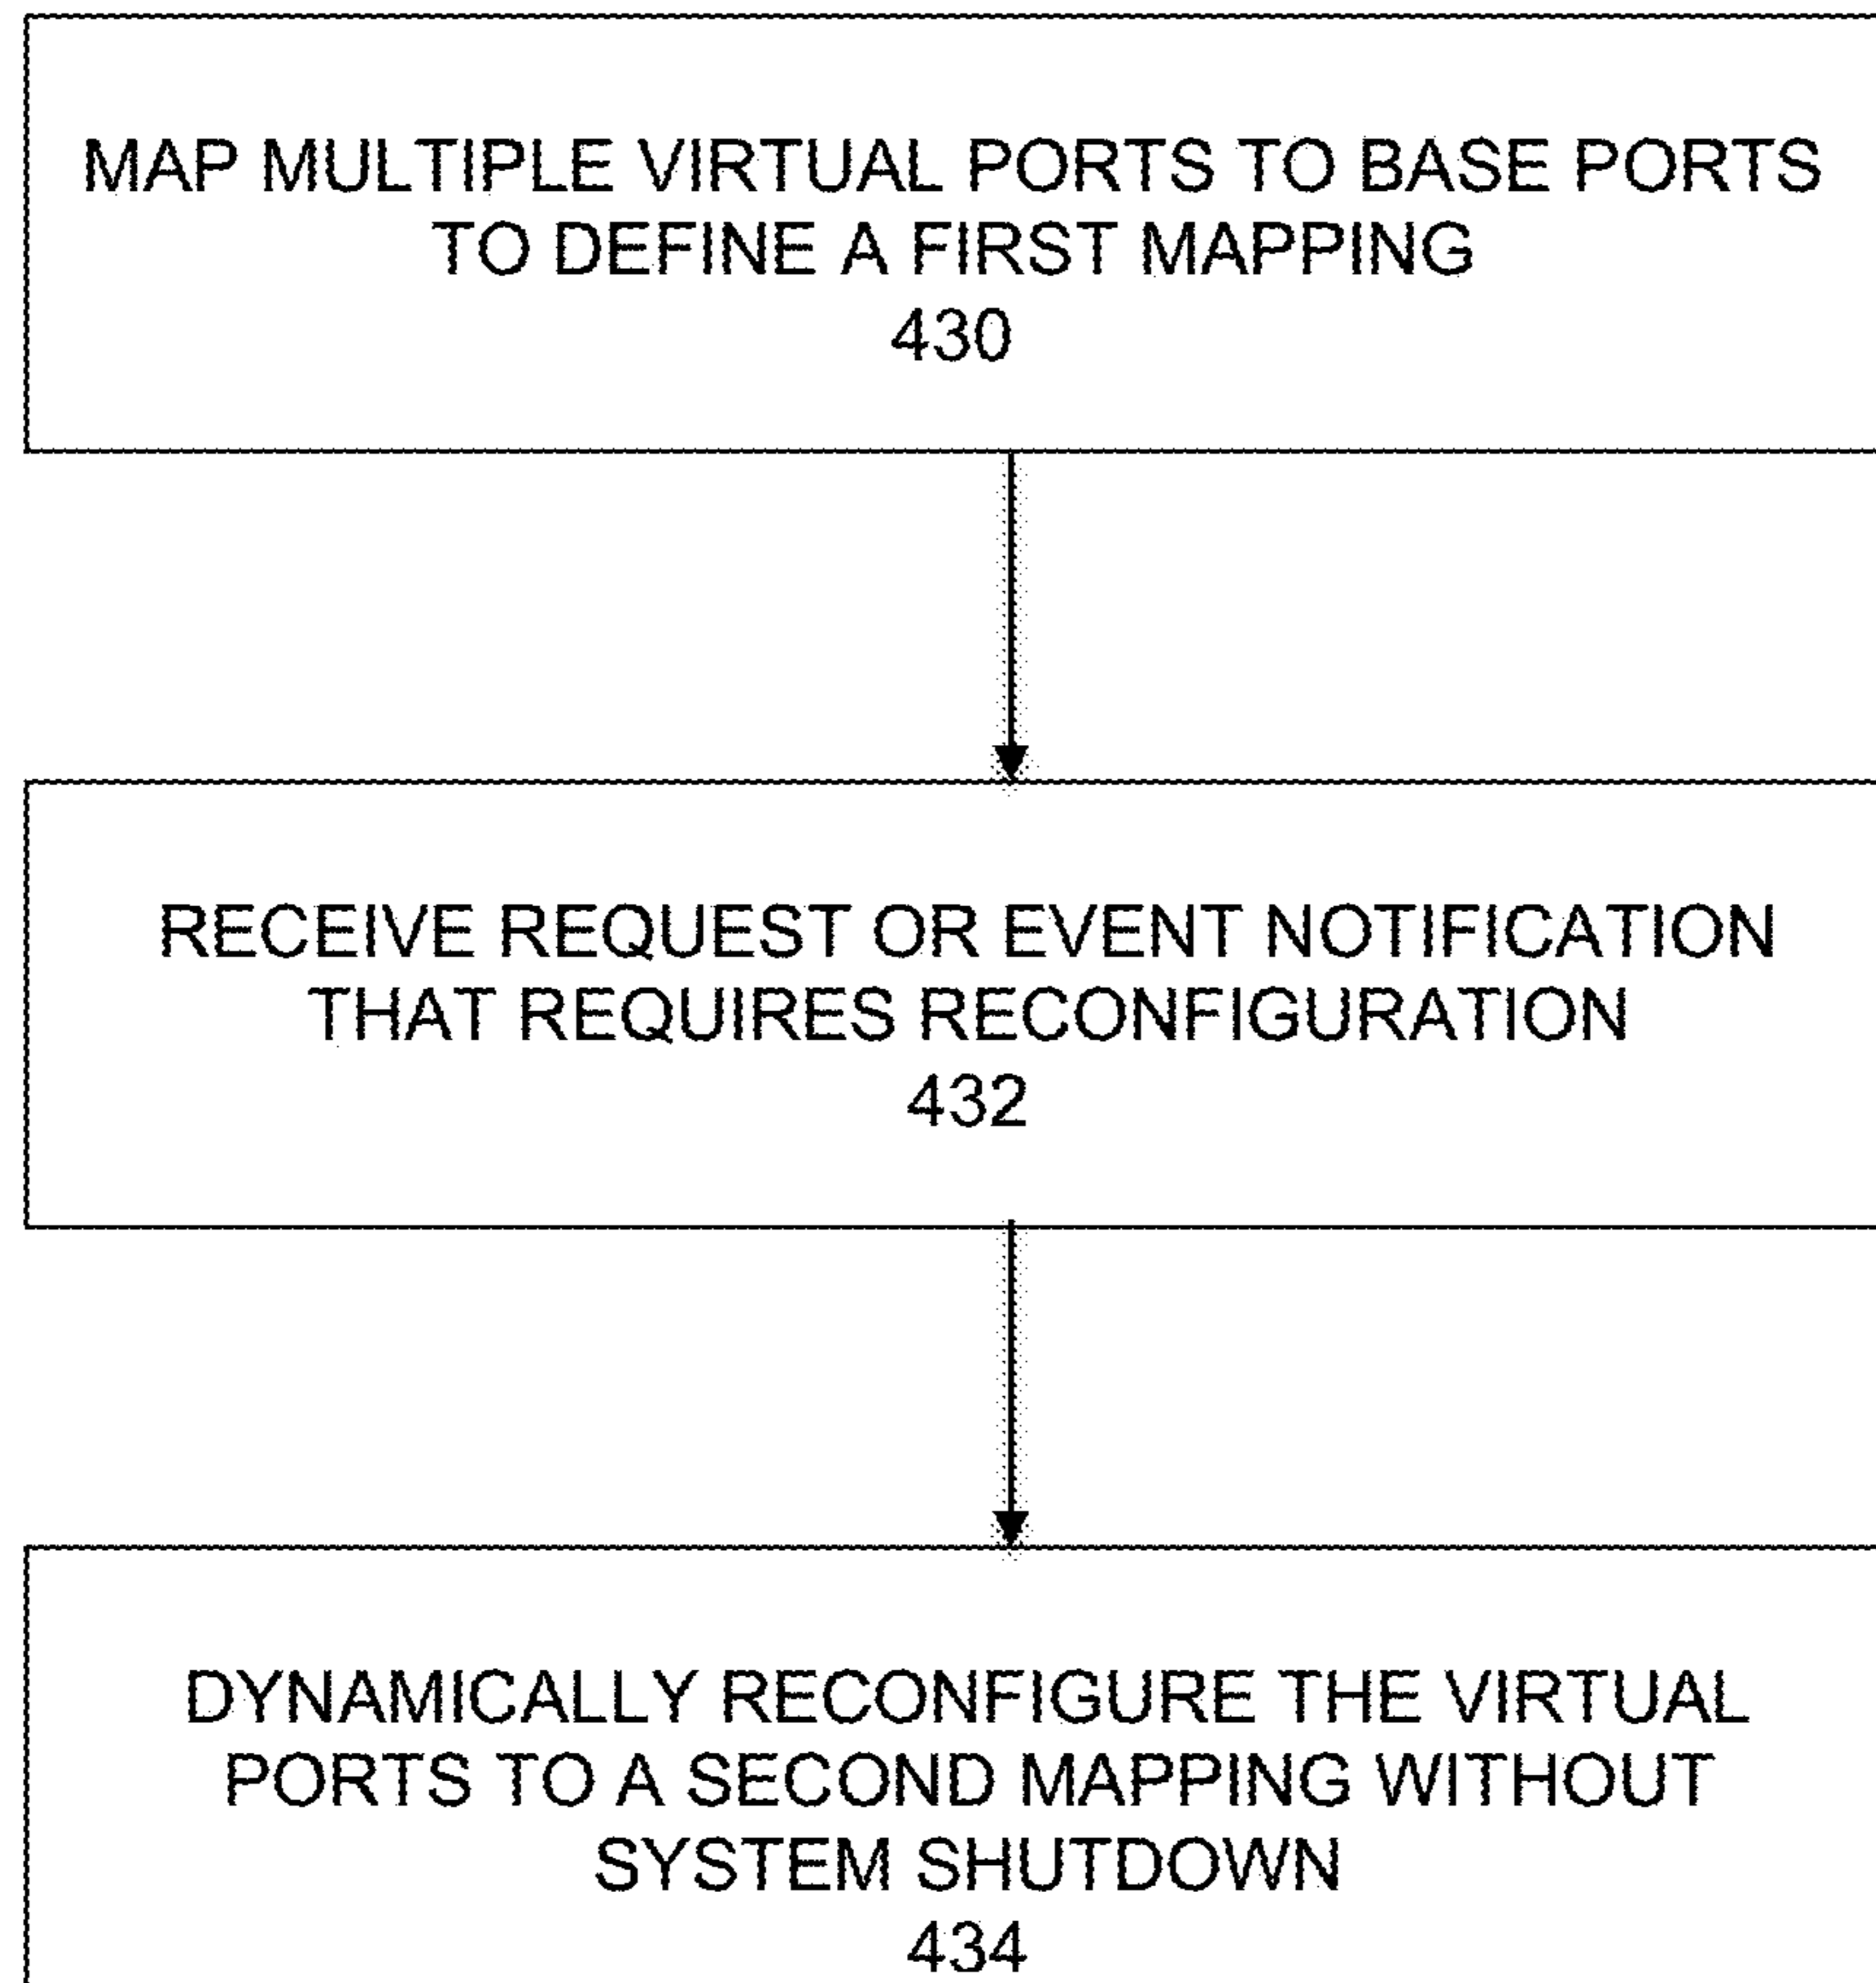 MAP MULTIPLE VIRTUAL PORTS TO BASE PORTS
TO DEFINE A FIRST MAPPING
430
RECEIVE REQUEST OR EVENT NOTIFICATION
THAT REQUIRES RECONFIGURATION
432
DYNAMICALLY RECONFIGURE THE VIRTUAL
PORTS TO A SECOND MAPPING WITHOUT
SYSTEM SHUTDOWN
434